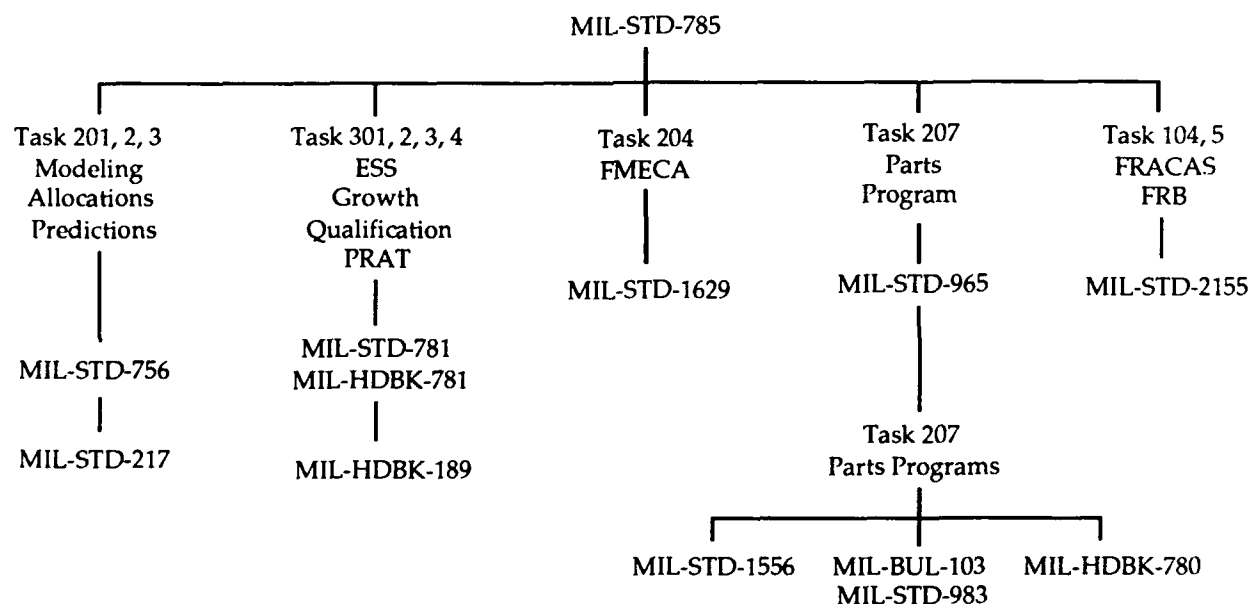 MIL-STD-785
Task 201, 2, 3
Modeling
Allocations
Predictions
MIL-STD-756
MIL-STD-217
Task 301, 2, 3, 4
ESS
Growth
Qualification
PRAT
MIL-STD-781
MIL-HDBK-781
MIL-HDBK-189
Task 204
FMECA
MIL-STD-1629
Task 207
Parts
Program
MIL-STD-965
Task 207
Parts Programs
MIL-STD-1556
MIL-BUL-103
MIL-STD-983
MIL-HDBK-780
Task 104, 5
FRACAS
FRB
MIL-STD-2155